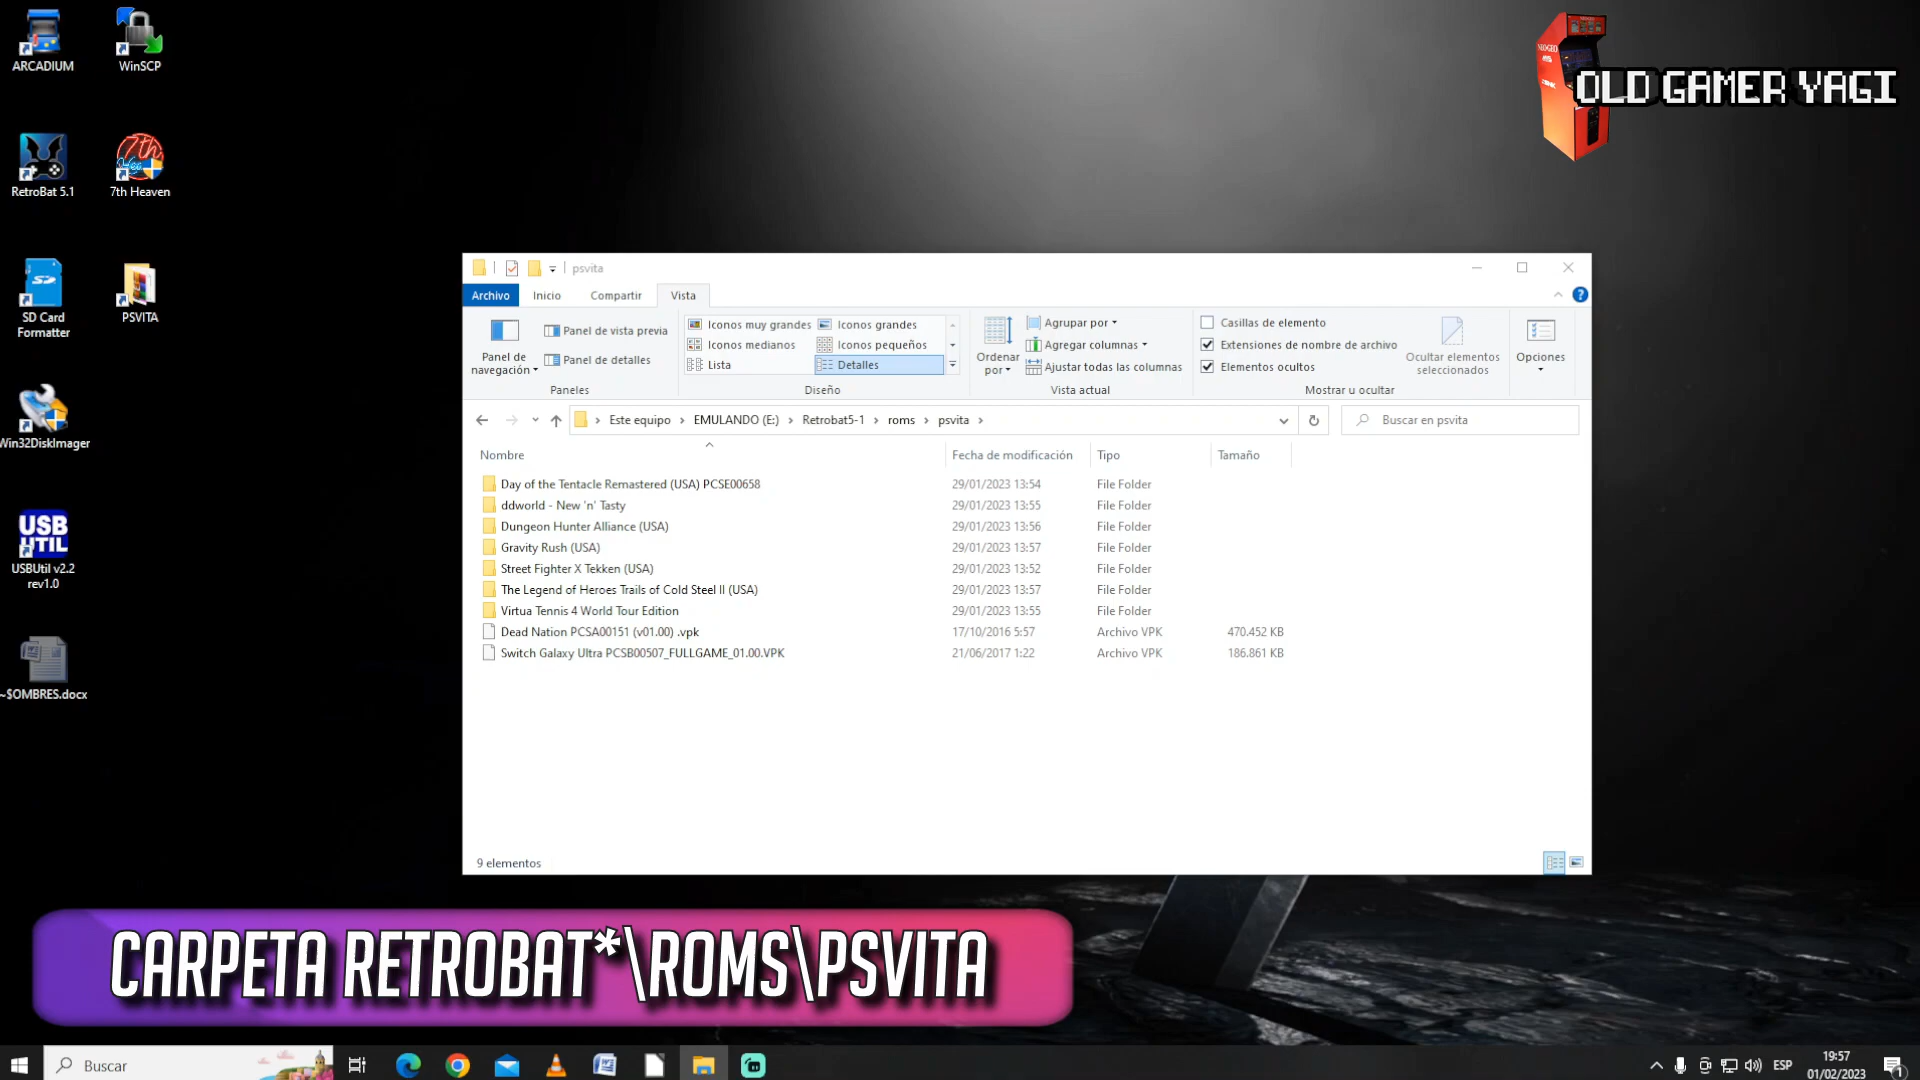 ARCADIUM
WinSCP
RetroBat 5.1
7th Heaven
SD Card
Formatter
PSVITA
Win32DiskImager
USB
UTIL
USBUtil v2.2
rev1.0
~$OMBRES.docx
OLD GAMER YAGI
psvita
Archivo
Inicio
Compartir
Vista
Panel de
navegación
Panel de vista previa
Panel de detalles
Paneles
Iconos muy grandes
Iconos grandes
Iconos medianos
Iconos pequeños
Lista
Detalles
Diseño
Ordenar
por
Agrupar por
Agregar columnas
Ajustar todas las columnas
Vista actual
Casillas de elemento
Extensiones de nombre de archivo
Elementos ocultos
Ocultar elementos
seleccionados
Mostrar u ocultar
Opciones
Este equipo > EMULANDO (E:) > Retrobat5-1 > roms > psvita >
Buscar en psvita
Nombre Fecha de modificación Tipo Tamaño
Day of the Tentacle Remastered (USA) PCSE00658 29/01/2023 13:54 File Folder
ddworld - New 'n' Tasty 29/01/2023 13:55 File Folder
Dungeon Hunter Alliance (USA) 29/01/2023 13:56 File Folder
Gravity Rush (USA) 29/01/2023 13:57 File Folder
Street Fighter X Tekken (USA) 29/01/2023 13:52 File Folder
The Legend of Heroes Trails of Cold Steel II (USA) 29/01/2023 13:57 File Folder
Virtua Tennis 4 World Tour Edition 29/01/2023 13:55 File Folder
Dead Nation PCSA00151 (v01.00) .vpk 17/10/2016 5:57 Archivo VPK 470.452 KB
Switch Galaxy Ultra PCSB00507_FULLGAME_01.00.VPK 21/06/2017 1:22 Archivo VPK 186.861 KB
9 elementos
CARPETA RETROBAT*\ROMS\PSVITA
Buscar
ESP
19:57
01/02/2023